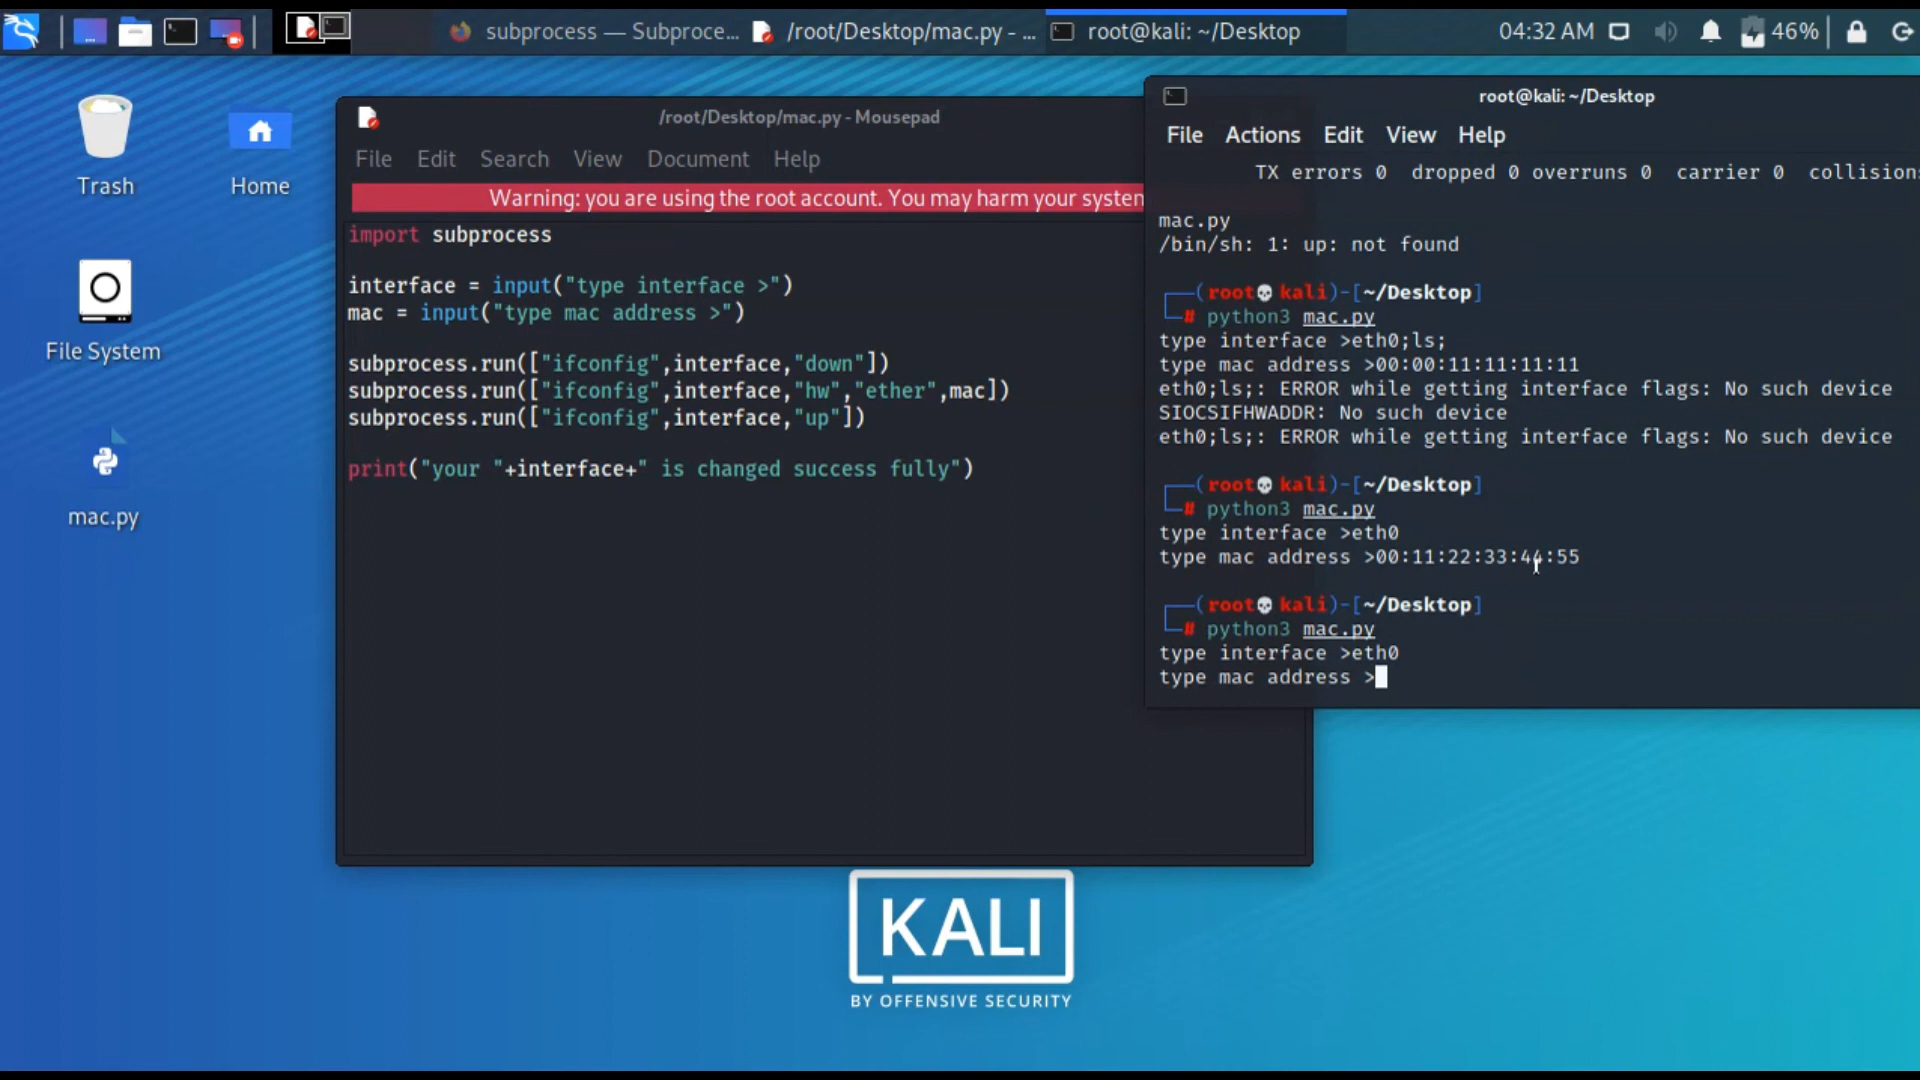 subprocess — Subproce...
/root/Desktop/mac.py - ...
root@kali: ~/Desktop
04:32 AM
46%
Trash
Home
File System
mac.py
/root/Desktop/mac.py - Mousepad
File Edit Search View Document Help
Warning: you are using the root account. You may harm your system
import subprocess
interface = input("type interface >")
mac = input("type mac address >")
subprocess.run(["ifconfig",interface,"down"])
subprocess.run(["ifconfig",interface,"hw","ether",mac])
subprocess.run(["ifconfig",interface,"up"])
print("your "+interface+" is changed success fully")
root@kali: ~/Desktop
File Actions Edit View Help
TX errors 0 dropped 0 overruns 0 carrier 0 collisions
mac.py
/bin/sh: 1: up: not found
┌──(root💀kali)-[~/Desktop]
└─# python3 mac.py
type interface >eth0;ls;
type mac address >00:00:11:11:11:11
eth0;ls;: ERROR while getting interface flags: No such device
SIOCSIFHWADDR: No such device
eth0;ls;: ERROR while getting interface flags: No such device
┌──(root💀kali)-[~/Desktop]
└─# python3 mac.py
type interface >eth0
type mac address >00:11:22:33:44:55
┌──(root💀kali)-[~/Desktop]
└─# python3 mac.py
type interface >eth0
type mac address >
KALI
BY OFFENSIVE SECURITY